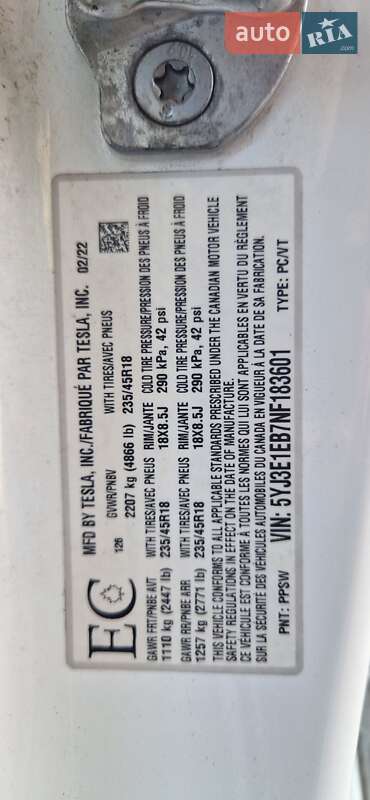 auto RIA.com
MFD BY TESLA, INC./FABRIQUÉ PAR TESLA, INC. 02/22
GVWR/PNBV WITH TIRES/AVEC PNEUS
126 2207 kg (4866 lb) 235/45R18
EC
GAWR FRT/PNBE AVT WITH TIRES/AVEC PNEUS RIM/JANTE COLD TIRE PRESSURE/PRESSION DES PNEUS À FROID
1110 kg (2447 lb) 235/45R18 18X8.5J 290 kPa, 42 psi
GAWR RR/PNBE ARR WITH TIRES/AVEC PNEUS RIM/JANTE COLD TIRE PRESSURE/PRESSION DES PNEUS À FROID
1257 kg (2771 lb) 235/45R18 18X8.5J 290 kPa, 42 psi
THIS VEHICLE CONFORMS TO ALL APPLICABLE STANDARDS PRESCRIBED UNDER THE CANADIAN MOTOR VEHICLE
SAFETY REGULATIONS IN EFFECT ON THE DATE OF MANUFACTURE.
CE VÉHICULE EST CONFORME À TOUTES LES NORMES QUI LUI SONT APPLICABLES EN VERTU DU RÈGLEMENT
SUR LA SÉCURITÉ DES VÉHICULES AUTOMOBILES DU CANADA EN VIGUEUR À LA DATE DE SA FABRICATION.
PNT: PPSW VIN: 5YJ3E1EB7NF183601 TYPE: PC/VT